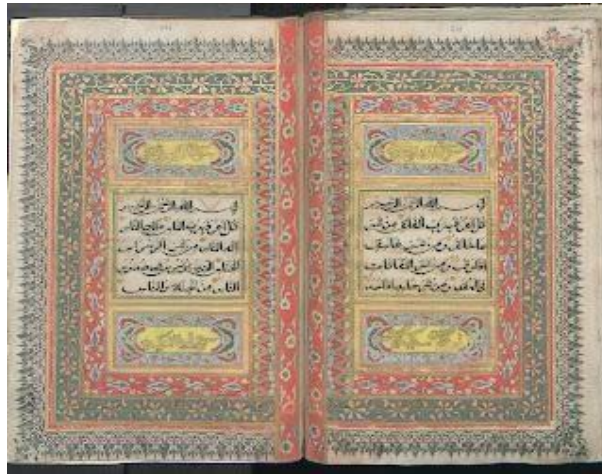 بسم الله الرحمن الرحيم
قل اعوذ برب الفلق من شر
ما خلق ومن شر غاسق
اذا وقب ومن شر النفاثات
في العقد ومن شر حاسد اذا
بسم الله الرحمن الرحيم
قل اعوذ برب الناس ملك الناس
اله الناس من شر الوسواس
الخناس الذي يوسوس في صدور
الناس من الجنة والناس